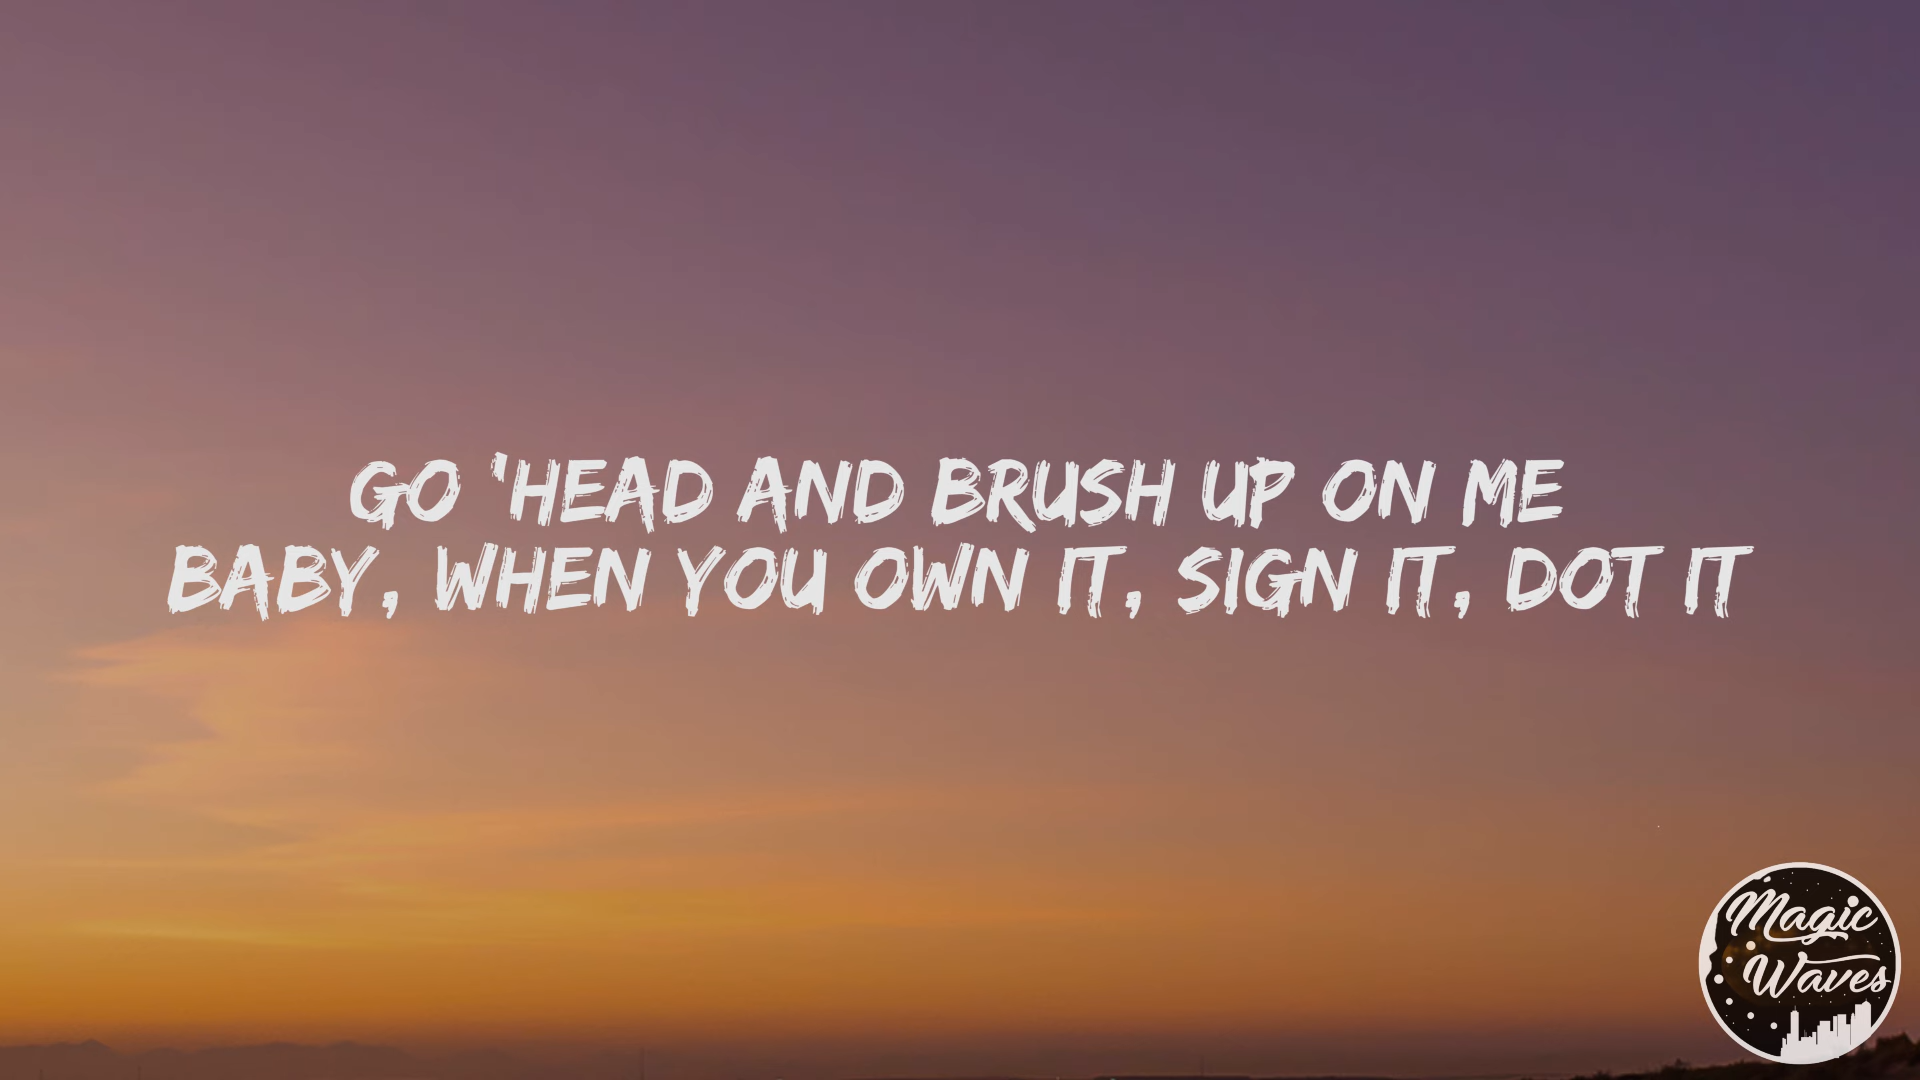 GO 'HEAD AND BRUSH UP ON ME
BABY, WHEN YOU OWN IT, SIGN IT, DOT IT
Magic
Waves